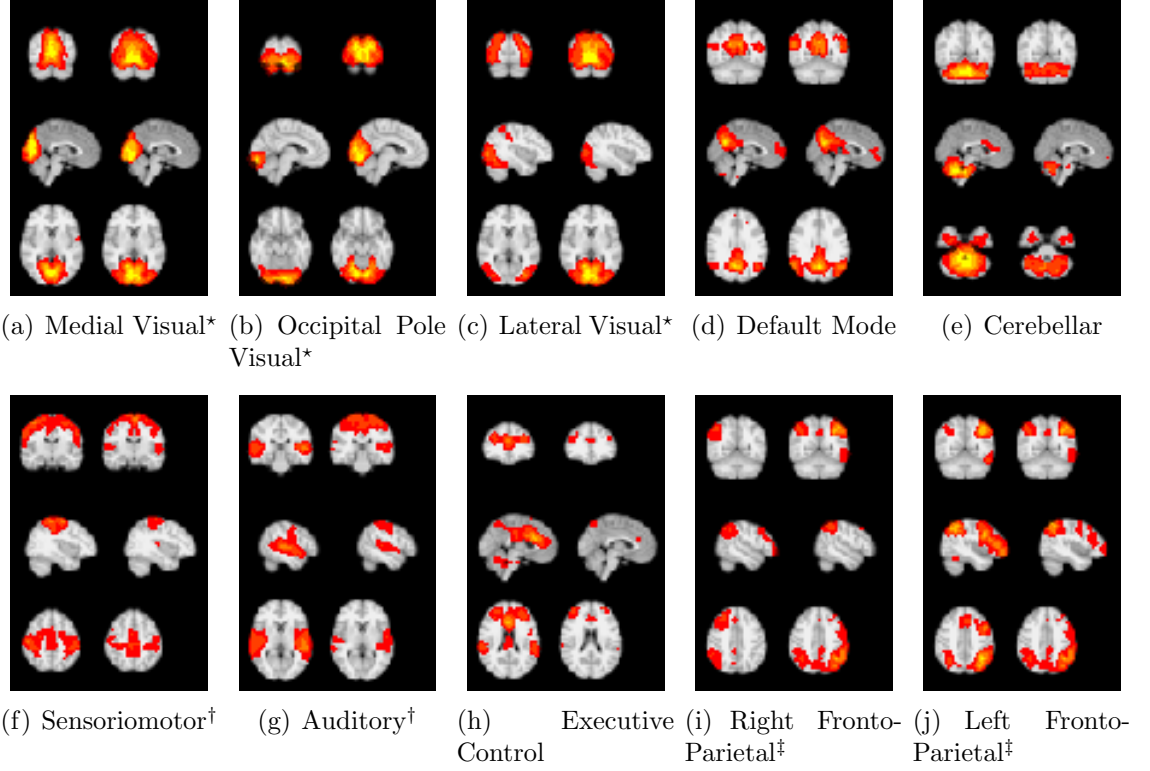 (a) Medial Visual⋆
(b) Occipital Pole
Visual⋆
(c) Lateral Visual⋆
(d) Default Mode
(e) Cerebellar
(f) Sensoriomotor†
(g) Auditory†
(h) Executive
Control
(i) Right Fronto-
Parietal‡
(j) Left Fronto-
Parietal‡